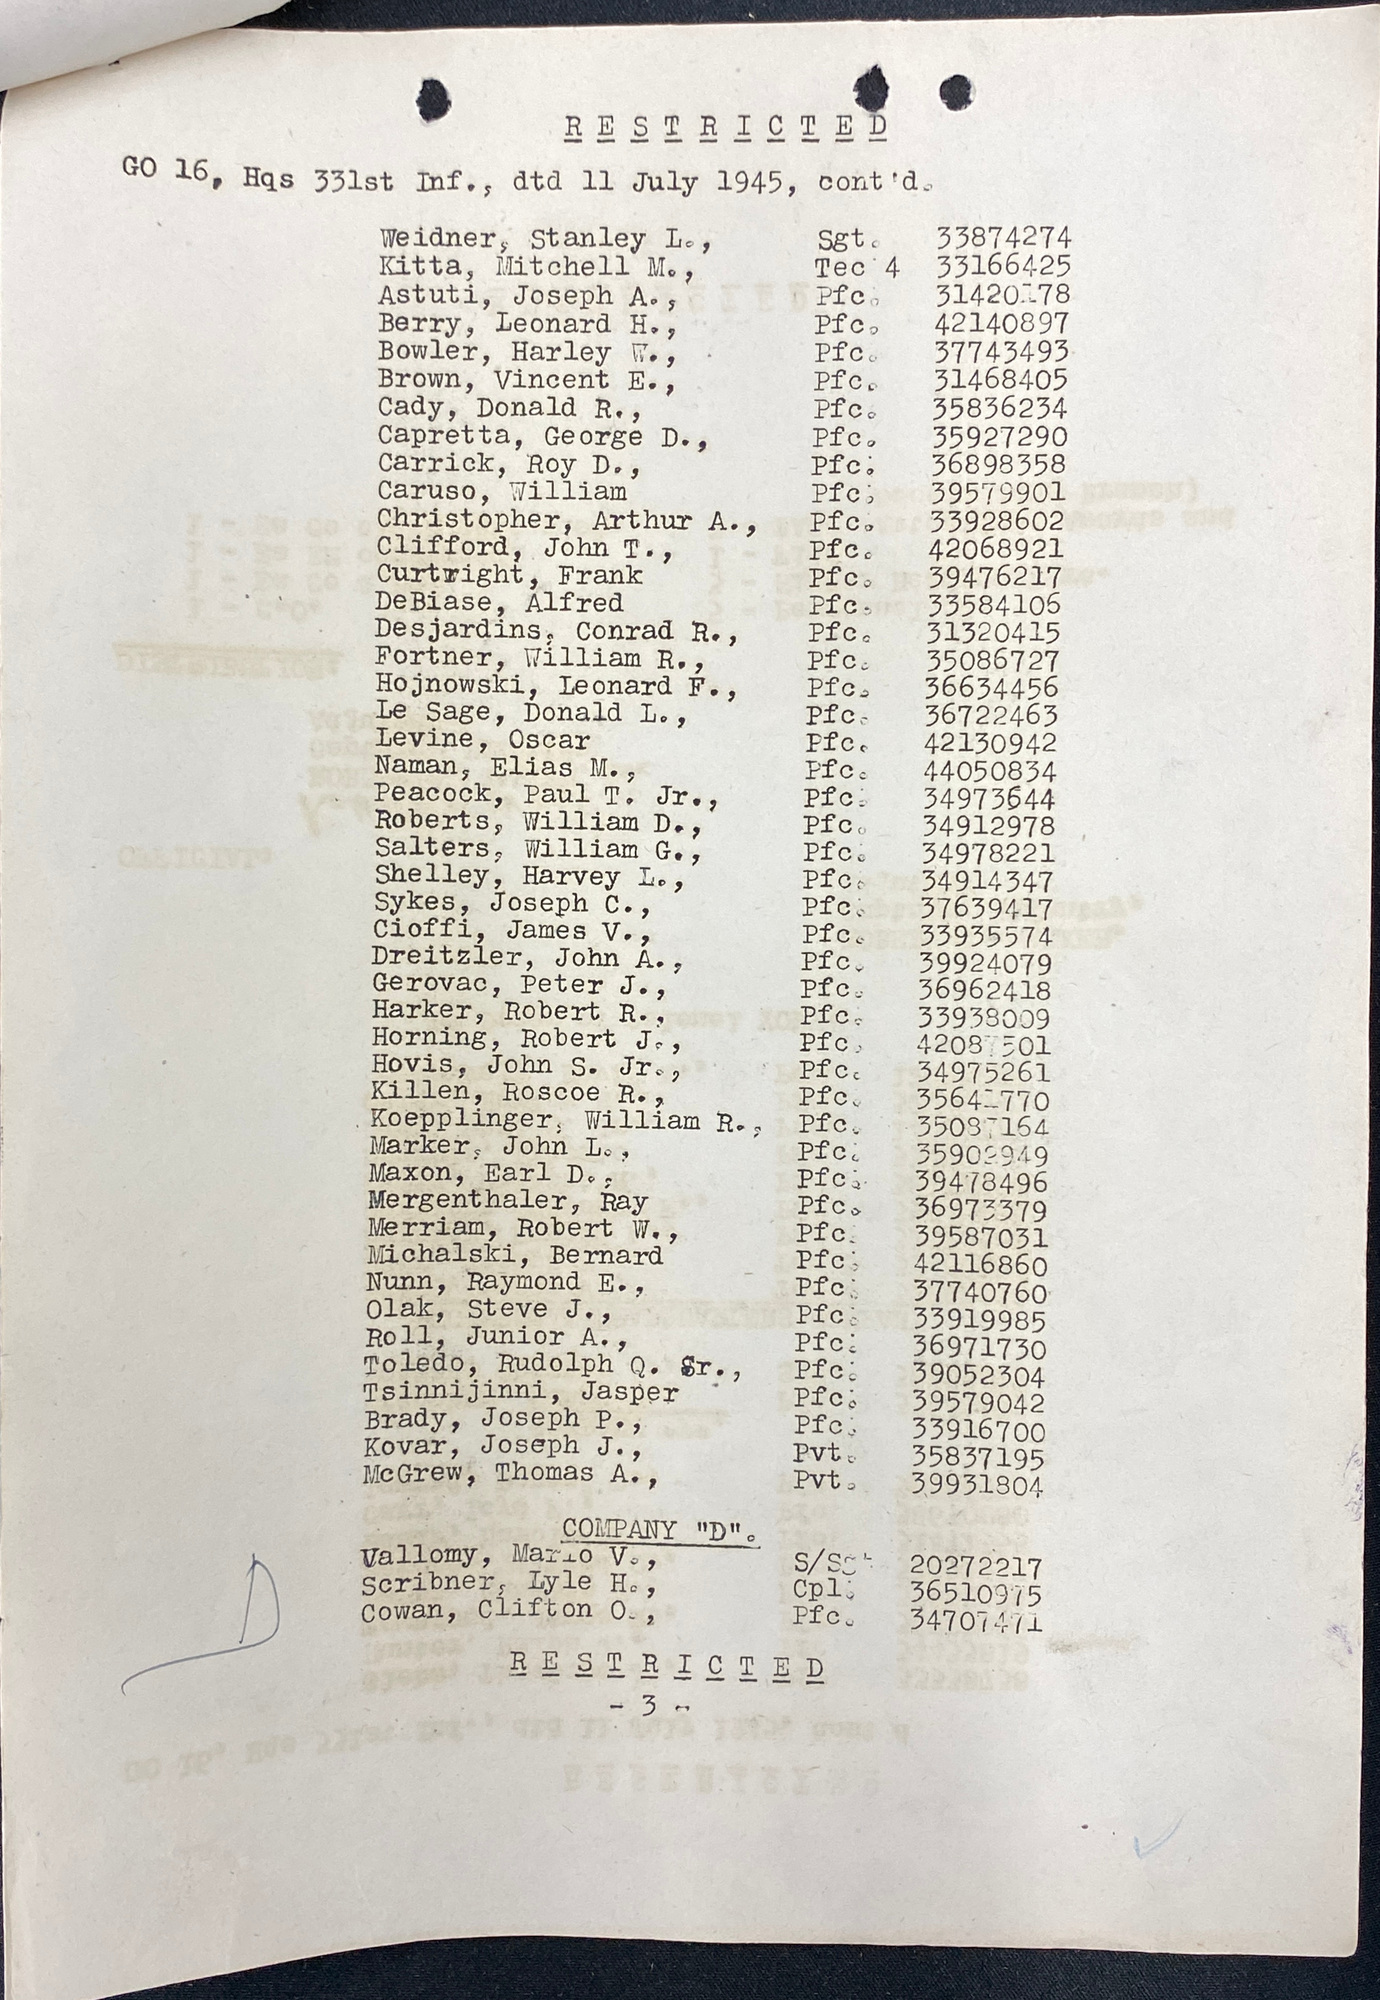 RESTRICTED
GO 16, Hqs 331st Inf., dtd 11 July 1945, cont'd.
Weidner, Stanley L., Sgt. 33874274
Kitta, Mitchell M., Tec 4 33166425
Astuti, Joseph A., Pfc. 31420178
Berry, Leonard H., Pfc. 42140897
Bowler, Harley W., Pfc. 37743493
Brown, Vincent E., Pfc. 31468405
Cady, Donald R., Pfc. 35836234
Capretta, George D., Pfc. 35927290
Carrick, Roy D., Pfc. 36898358
Caruso, William Pfc. 39579901
Christopher, Arthur A., Pfc. 33928602
Clifford, John T., Pfc. 42068921
Curtright, Frank Pfc. 39476217
DeBiase, Alfred Pfc. 33584106
Desjardins, Conrad R., Pfc. 31320415
Fortner, William R., Pfc. 35086727
Hojnowski, Leonard F., Pfc. 36634456
Le Sage, Donald L., Pfc. 36722463
Levine, Oscar Pfc. 42130942
Naman, Elias M., Pfc. 44050834
Peacock, Paul T. Jr., Pfc. 34973644
Roberts, William D., Pfc. 34912978
Salters, William G., Pfc. 34978221
Shelley, Harvey L., Pfc. 34914347
Sykes, Joseph C., Pfc. 37639417
Cioffi, James V., Pfc. 33935574
Dreitzler, John A., Pfc. 39924079
Gerovac, Peter J., Pfc. 36962418
Harker, Robert R., Pfc. 33938009
Horning, Robert J., Pfc. 42087501
Hovis, John S. Jr., Pfc. 34975261
Killen, Roscoe R., Pfc. 35641770
Koepplinger, William R., Pfc. 35087164
Marker, John L., Pfc. 35902949
Maxon, Earl D., Pfc. 39478496
Mergenthaler, Ray Pfc. 36973379
Merriam, Robert W., Pfc. 39587031
Michalski, Bernard Pfc. 42116860
Nunn, Raymond E., Pfc. 37740760
Olak, Steve J., Pfc. 33919985
Roll, Junior A., Pfc. 36971730
Toledo, Rudolph Q. Sr., Pfc. 39052304
Tsinnijinni, Jasper Pfc. 39579042
Brady, Joseph P., Pfc. 33916700
Kovar, Joseph J., Pvt. 35837195
McGrew, Thomas A., Pvt. 39931804
COMPANY "D".
Vallomy, Mario V., S/Sgt 20272217
Scribner, Lyle H., Cpl. 36510975
Cowan, Clifton O., Pfc. 34707471
D
RESTRICTED
- 3 -